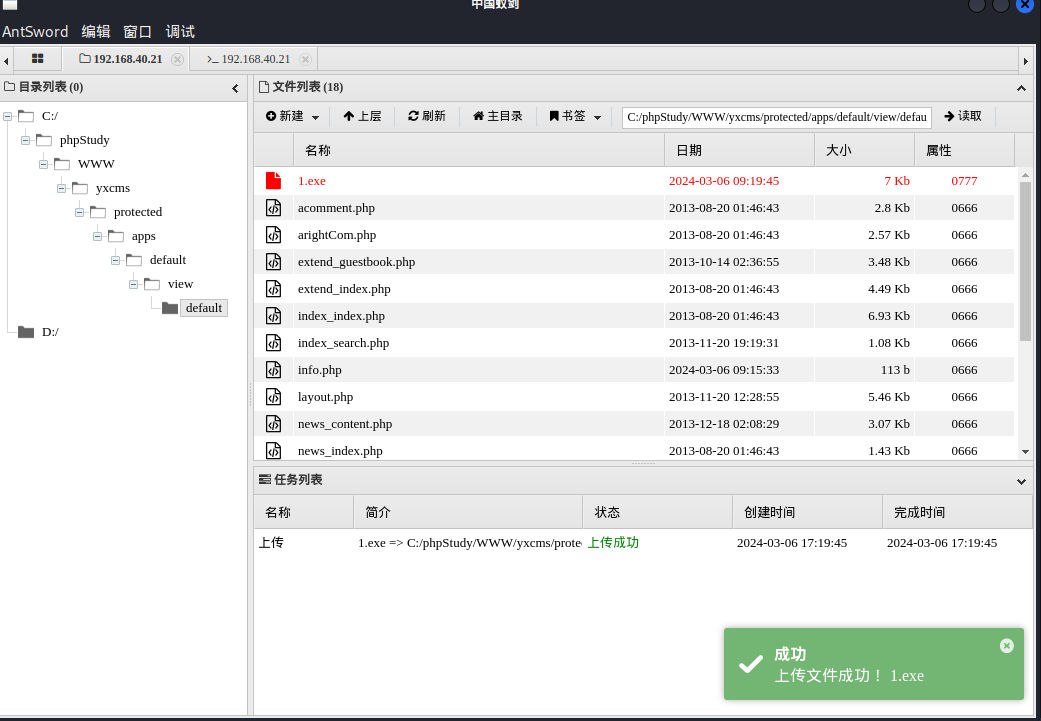 中国蚁剑
AntSword 编辑 窗口 调试
192.168.40.21 >_ 192.168.40.21
目录列表 (0)
C:/
phpStudy
WWW
yxcms
protected
apps
default
view
default
D:/
文件列表 (18)
新建 上层 刷新 主目录 书签 C:/phpStudy/WWW/yxcms/protected/apps/default/view/defau 读取
名称 日期 大小 属性
1.exe 2024-03-06 09:19:45 7 Kb 0777
acomment.php 2013-08-20 01:46:43 2.8 Kb 0666
arightCom.php 2013-08-20 01:46:43 2.57 Kb 0666
extend_guestbook.php 2013-10-14 02:36:55 3.48 Kb 0666
extend_index.php 2013-08-20 01:46:43 4.49 Kb 0666
index_index.php 2013-08-20 01:46:43 6.93 Kb 0666
index_search.php 2013-11-20 19:19:31 1.08 Kb 0666
info.php 2024-03-06 09:15:33 113 b 0666
layout.php 2013-11-20 12:28:55 5.46 Kb 0666
news_content.php 2013-12-18 02:08:29 3.07 Kb 0666
news_index.php 2013-08-20 01:46:43 1.43 Kb 0666
任务列表
名称 简介 状态 创建时间 完成时间
上传 1.exe => C:/phpStudy/WWW/yxcms/prote 上传成功 2024-03-06 17:19:45 2024-03-06 17:19:45
成功
上传文件成功！ 1.exe